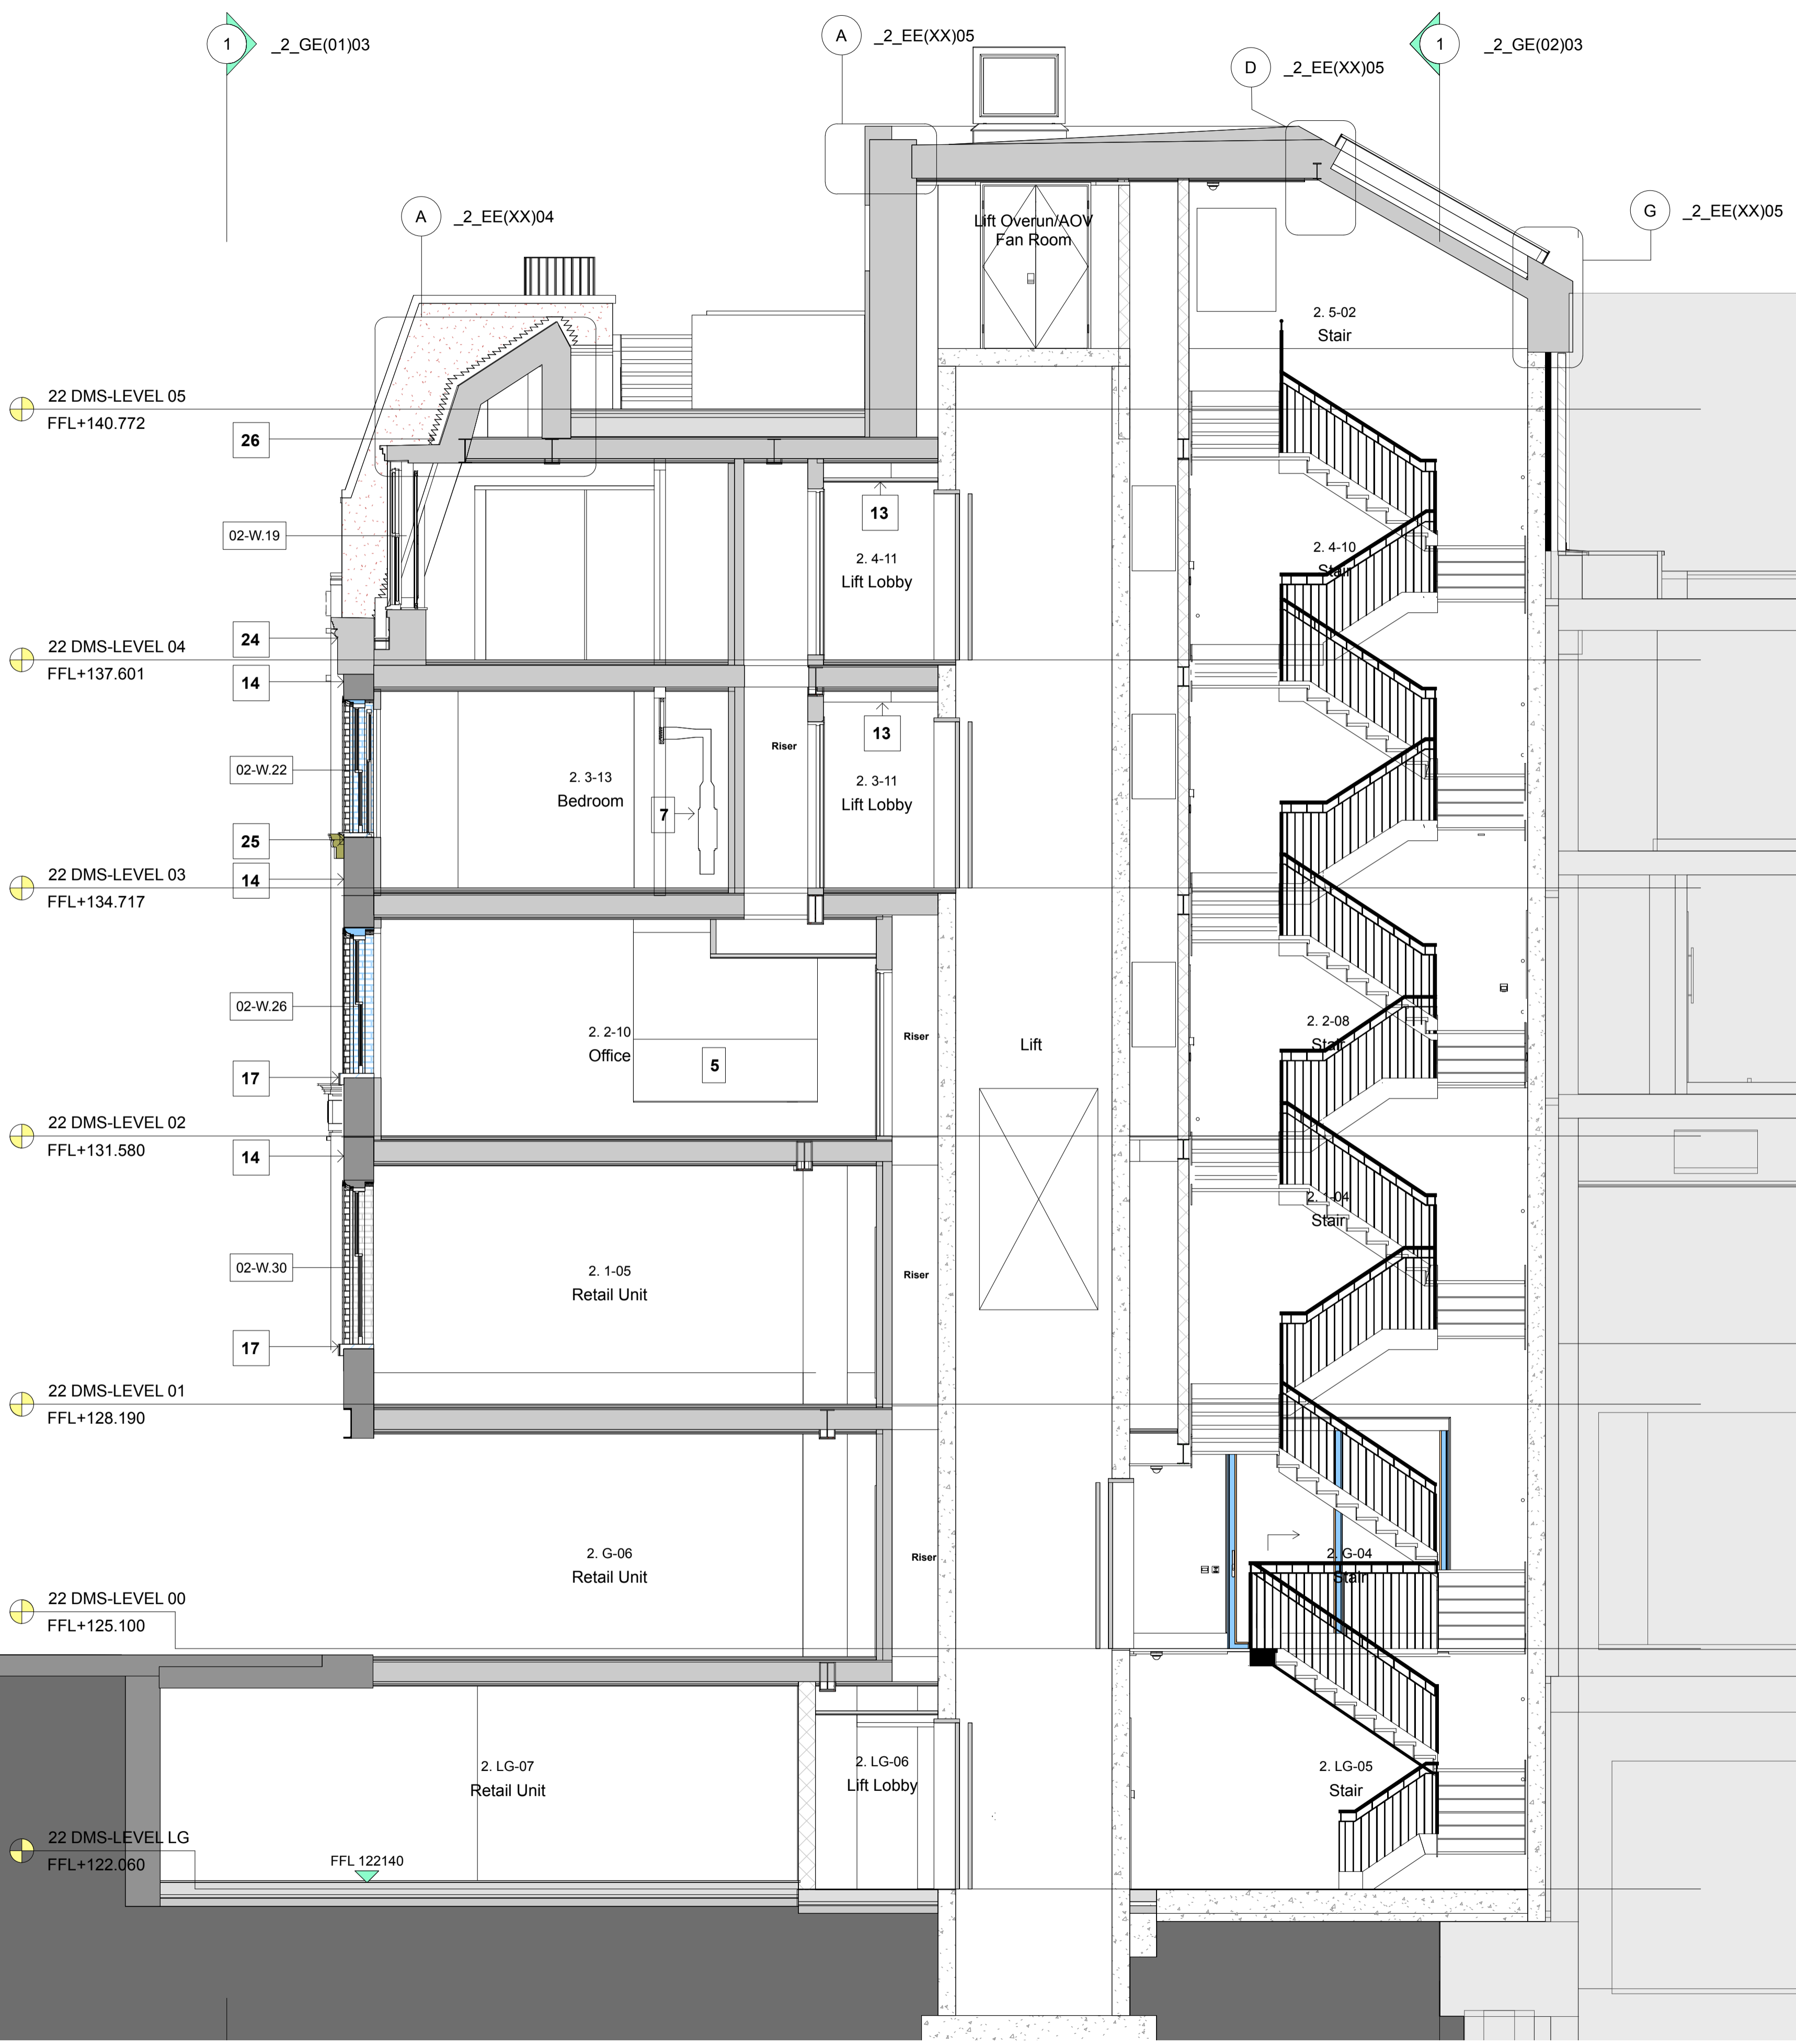 1 _2_GE(01)03
A _2_EE(XX)05
D _2_EE(XX)05
1 _2_GE(02)03
A _2_EE(XX)04
G _2_EE(XX)05
Lift Overun/AOV
Fan Room
2. 5-02
Stair
22 DMS-LEVEL 05
FFL+140.772
26
13
02-W.19
2. 4-11
Lift Lobby
2. 4-10
Stair
24
22 DMS-LEVEL 04
FFL+137.601
14
13
Riser
02-W.22
2. 3-13
Bedroom
7
2. 3-11
Lift Lobby
25
22 DMS-LEVEL 03
FFL+134.717
14
02-W.26
2. 2-10
Office
5
Riser
Lift
2. 2-08
Stair
17
22 DMS-LEVEL 02
FFL+131.580
14
2. 1-04
Stair
02-W.30
2. 1-05
Retail Unit
Riser
17
22 DMS-LEVEL 01
FFL+128.190
2. G-06
Retail Unit
Riser
2. G-04
Stair
22 DMS-LEVEL 00
FFL+125.100
2. LG-07
Retail Unit
2. LG-06
Lift Lobby
2. LG-05
Stair
22 DMS-LEVEL LG
FFL+122.060
FFL 122140